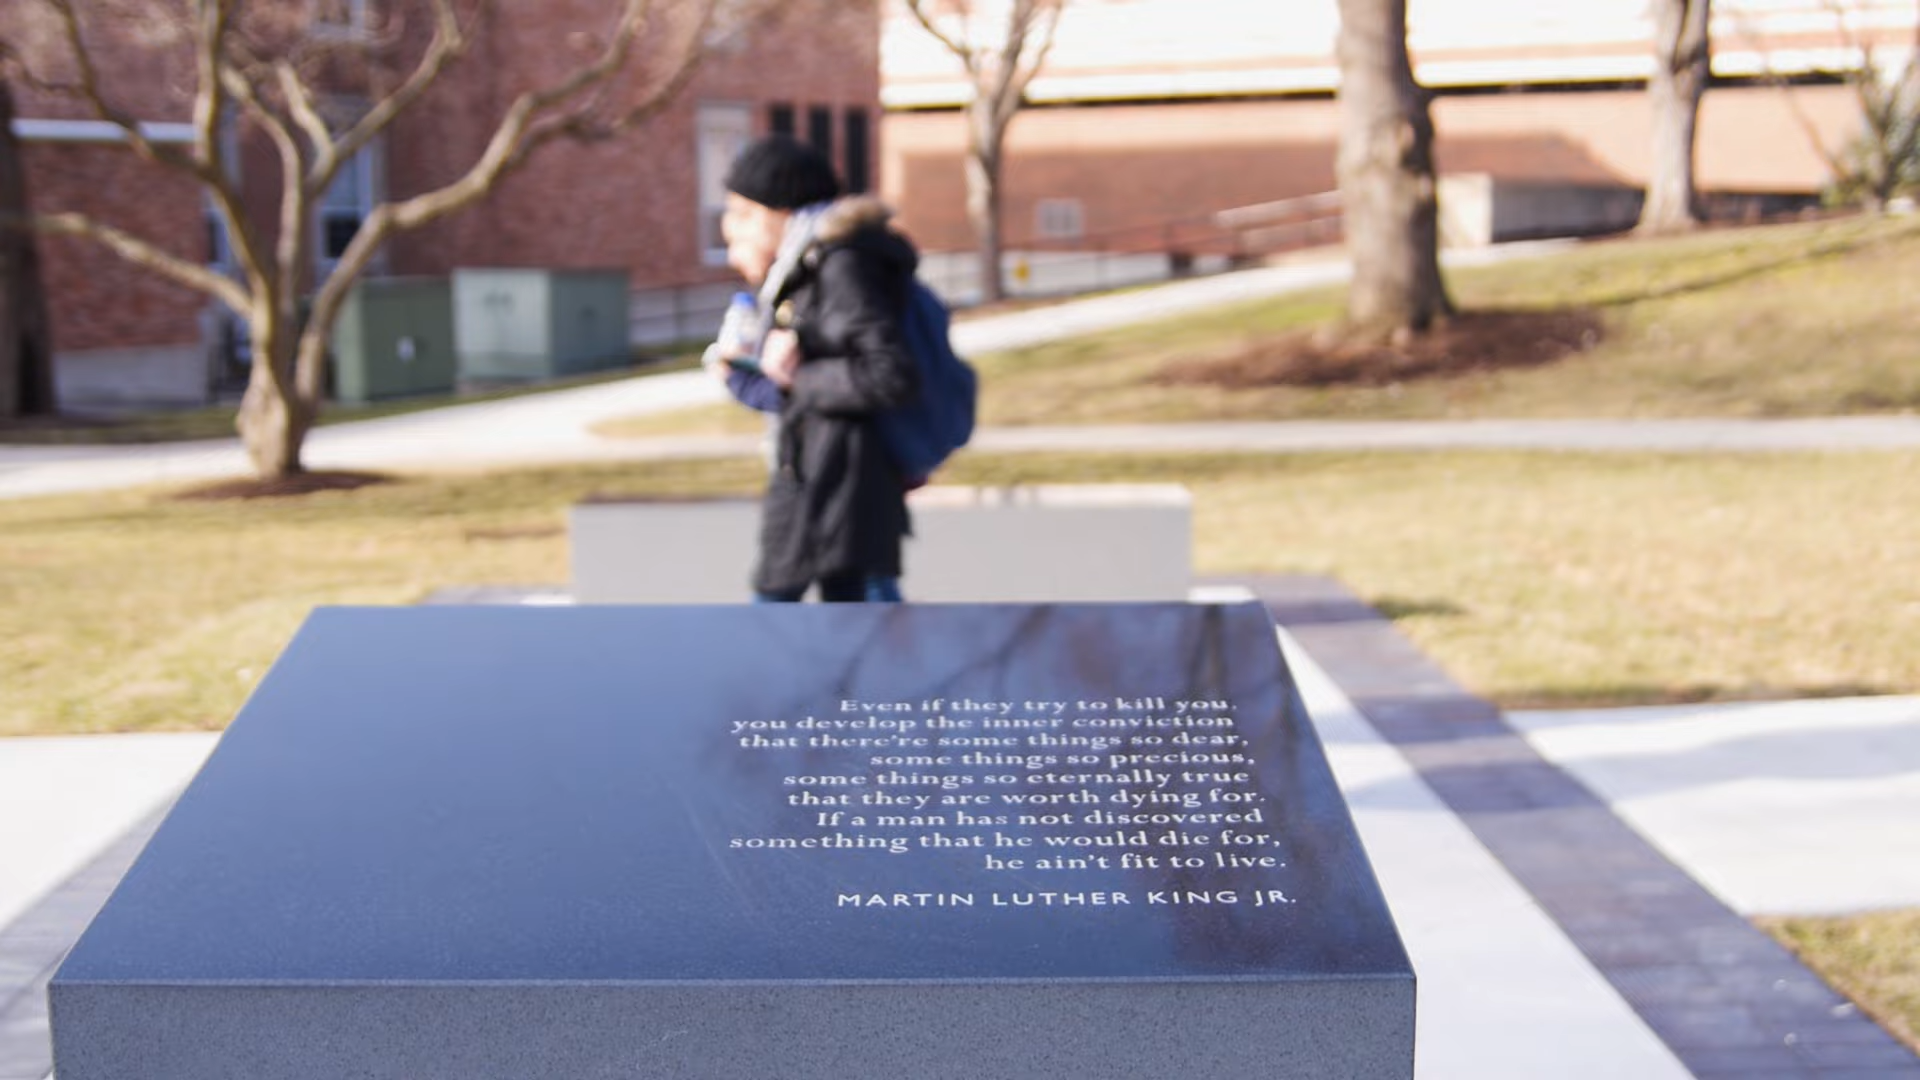 Even if they try to kill you.
you develop the inner conviction
that there're some things so dear,
some things so precious,
some things so eternally true
that they are worth dying for.
If a man has not discovered
something that he would die for,
he ain't fit to live.
MARTIN LUTHER KING JR.